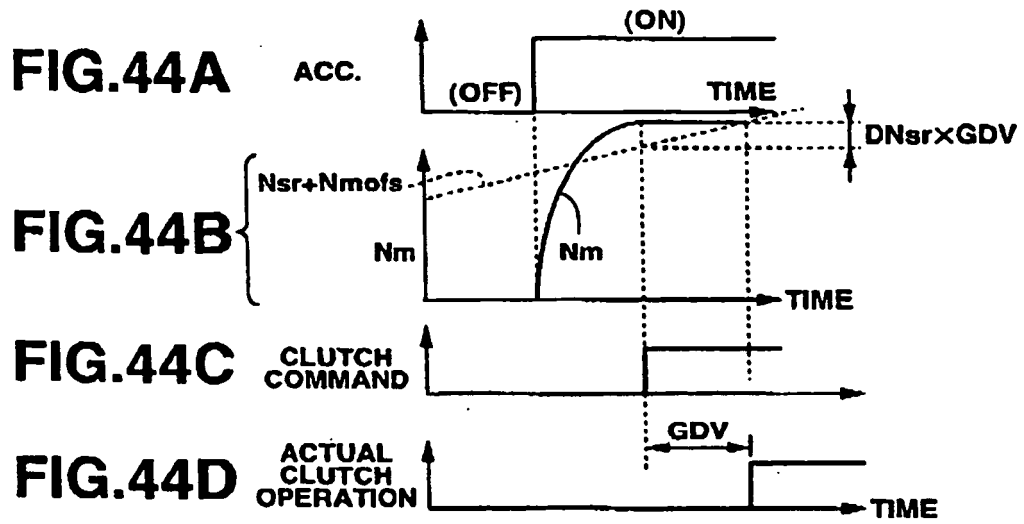 FIG.44A
ACC.
(OFF)
(ON)
TIME
DNsr×GDV
FIG.44B
Nsr+Nmofs
Nm
Nm
TIME
FIG.44C
CLUTCH
COMMAND
GDV
FIG.44D
ACTUAL
CLUTCH
OPERATION
TIME